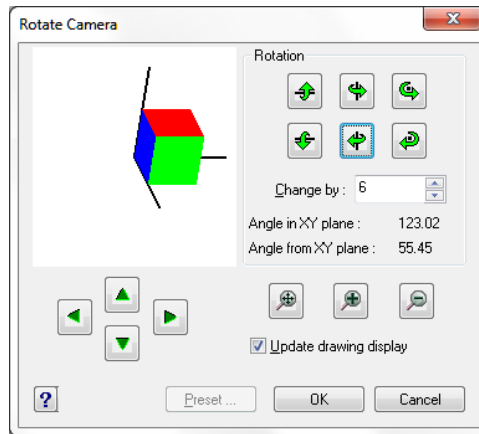 Rotate Camera
Rotation
Change by : 6
Angle in XY plane : 123.02
Angle from XY plane : 55.45
Update drawing display
?
Preset ...
OK
Cancel